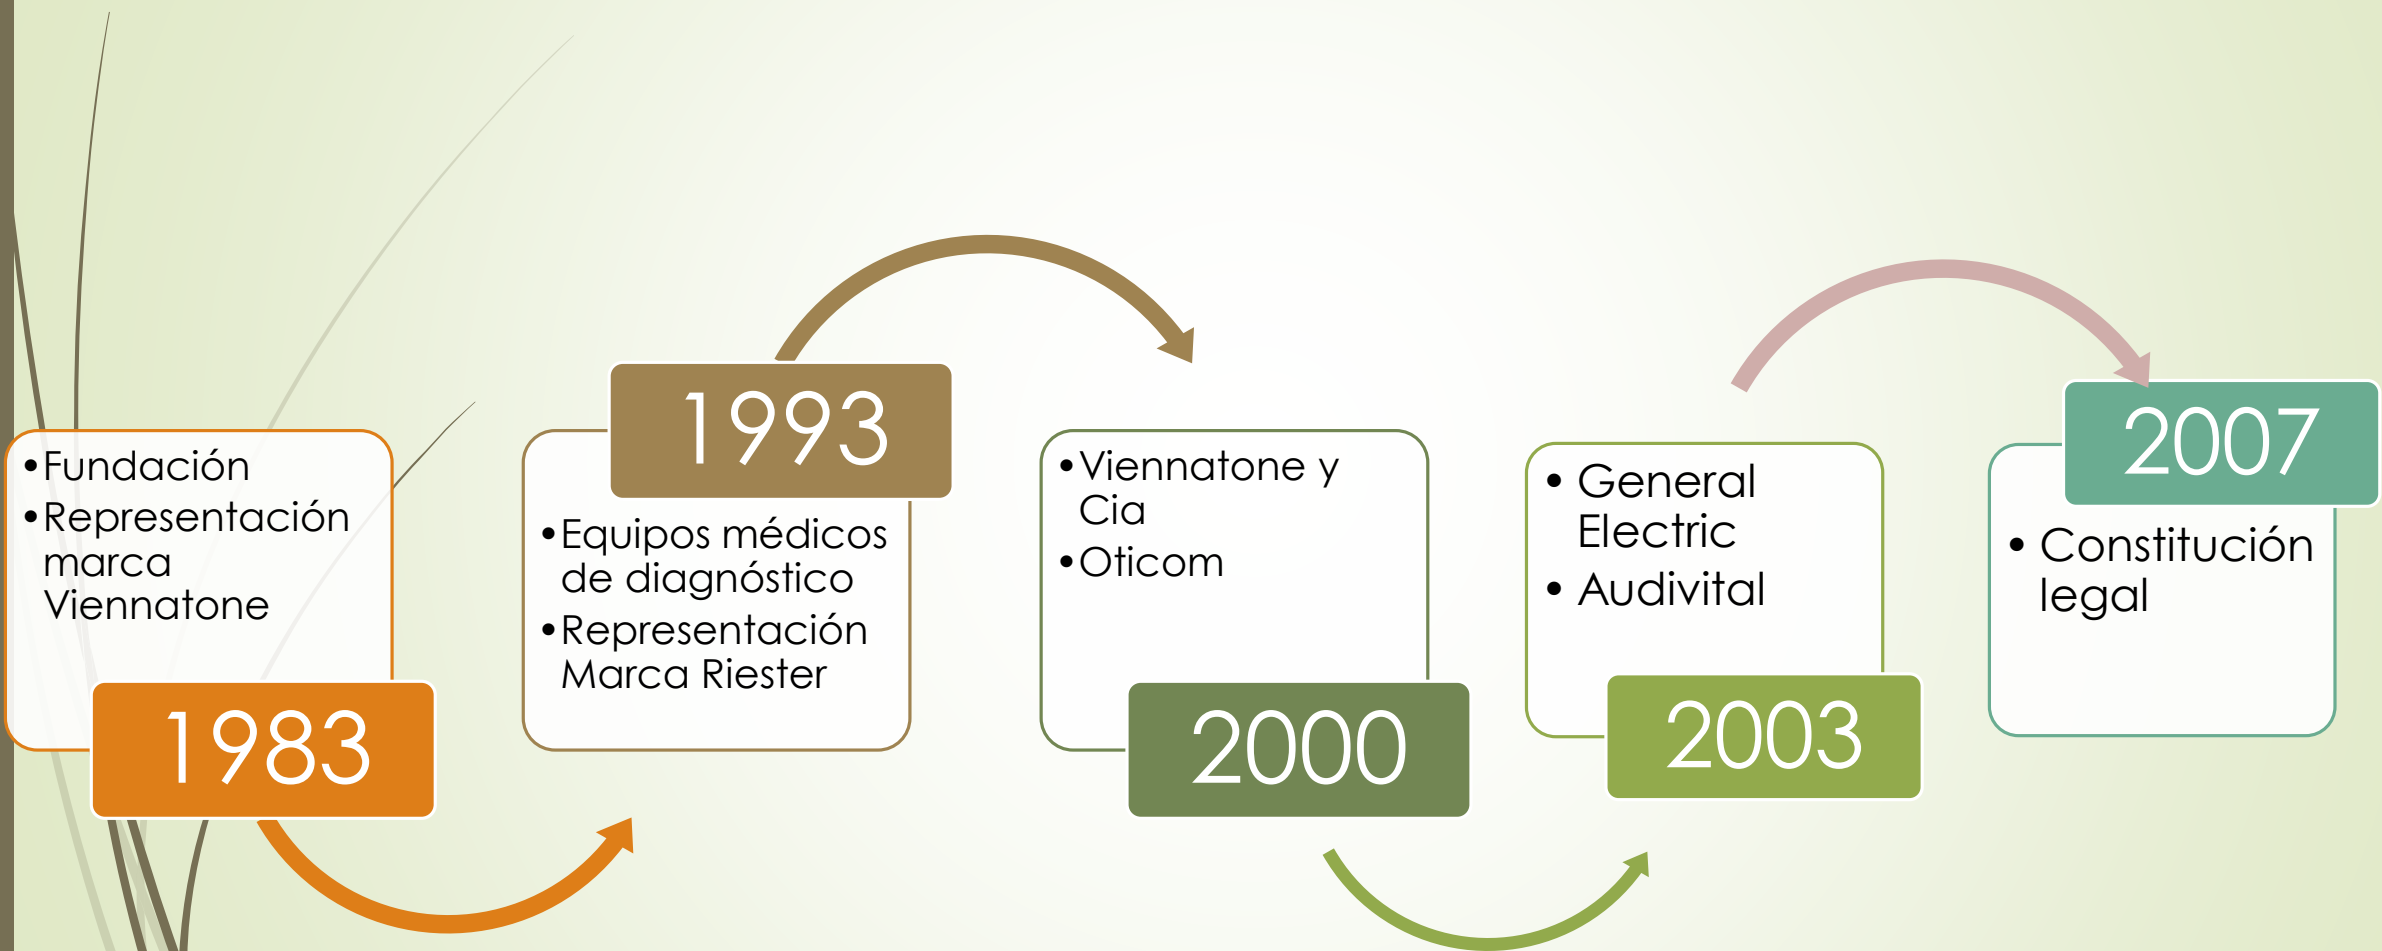 •Fundación
•Representación
marca
Viennatone
1983
1993
•Equipos médicos
de diagnóstico
•Representación
Marca Riester
•Viennatone y
Cia
•Oticom
2000
• General
Electric
• Audivital
2003
2007
• Constitución
legal